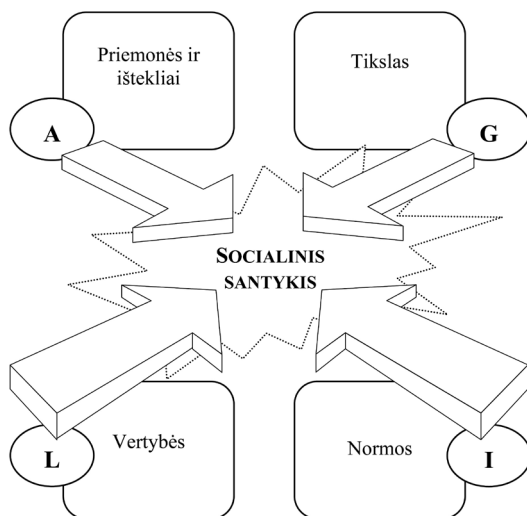 Priemonės ir
ištekliai
Tikslas
A
G
SOCIALINIS
SANTYKIS
Vertybės
Normos
L
I